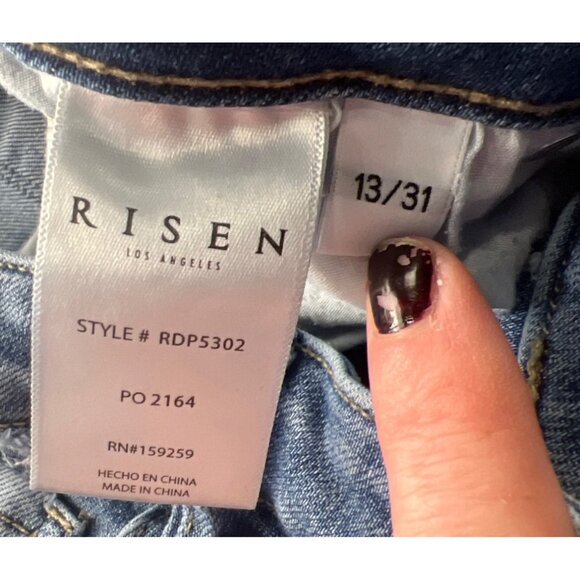 RISEN
LOS ANGELES
13/31
STYLE # RDP5302
PO 2164
RN#159259
HECHO EN CHINA
MADE IN CHINA